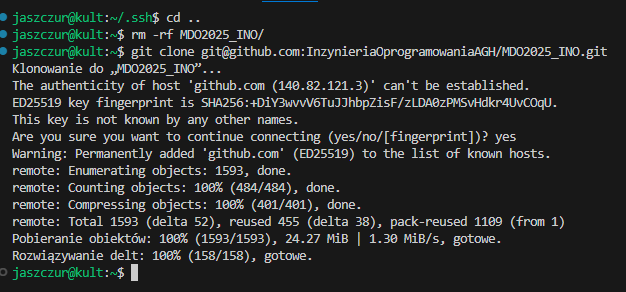 jaszczur@kult:~/.ssh$ cd ..
jaszczur@kult:~$ rm -rf MDO2025_INO/
jaszczur@kult:~$ git clone git@github.com:InzynieriaOprogramowaniaAGH/MDO2025_INO.git
Klonowanie do „MDO2025_INO”...
The authenticity of host 'github.com (140.82.121.3)' can't be established.
ED25519 key fingerprint is SHA256:+DiY3wvvV6TuJJhbpZisF/zLDA0zPMSvHdkr4UvCOqU.
This key is not known by any other names.
Are you sure you want to continue connecting (yes/no/[fingerprint])? yes
Warning: Permanently added 'github.com' (ED25519) to the list of known hosts.
remote: Enumerating objects: 1593, done.
remote: Counting objects: 100% (484/484), done.
remote: Compressing objects: 100% (401/401), done.
remote: Total 1593 (delta 52), reused 455 (delta 38), pack-reused 1109 (from 1)
Pobieranie obiektów: 100% (1593/1593), 24.27 MiB | 1.30 MiB/s, gotowe.
Rozwiązywanie delt: 100% (158/158), gotowe.
jaszczur@kult:~$